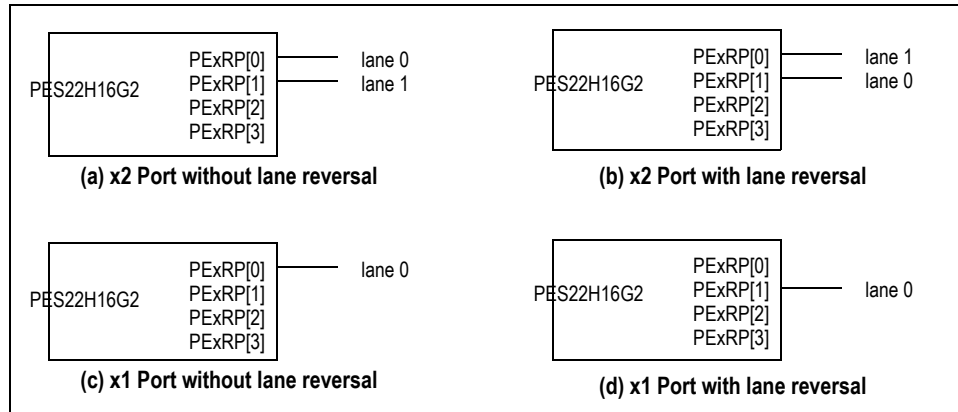 PES22H16G2
PExRP[0] lane 0
PExRP[1] lane 1
PExRP[2]
PExRP[3]
(a) x2 Port without lane reversal
PES22H16G2
PExRP[0] lane 1
PExRP[1] lane 0
PExRP[2]
PExRP[3]
(b) x2 Port with lane reversal
PES22H16G2
PExRP[0] lane 0
PExRP[1]
PExRP[2]
PExRP[3]
(c) x1 Port without lane reversal
PES22H16G2
PExRP[0]
PExRP[1] lane 0
PExRP[2]
PExRP[3]
(d) x1 Port with lane reversal